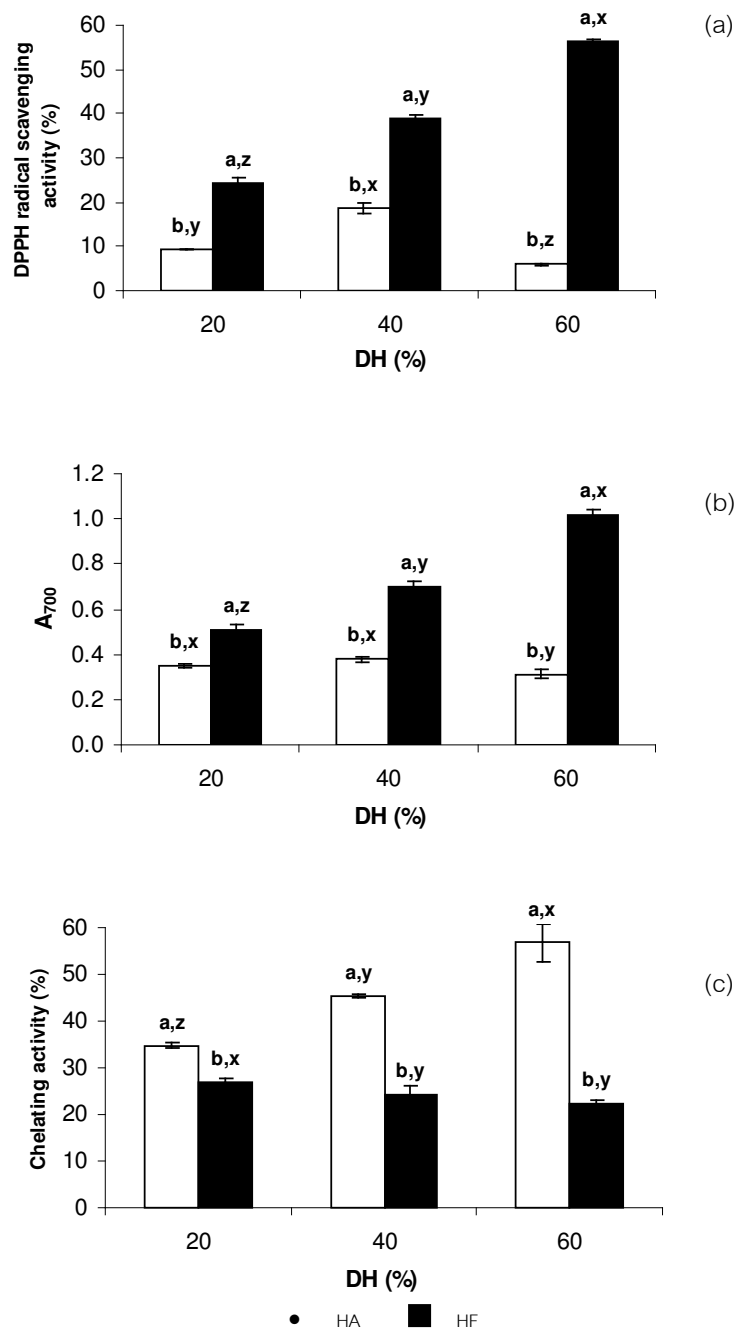 (a)
60
50
40
30
20
10
0
DPPH radical scavenging
activity (%)
b,y
a,z
b,x
a,y
b,z
a,x
20 40 60
DH (%)
(b)
1.2
1.0
0.8
0.6
0.4
0.2
0.0
A700
b,x
a,z
b,x
a,y
b,y
a,x
20 40 60
DH (%)
(c)
60
50
40
30
20
10
0
Chelating activity (%)
a,z
b,x
a,y
b,y
a,x
b,y
20 40 60
DH (%)
• HA ■ HF